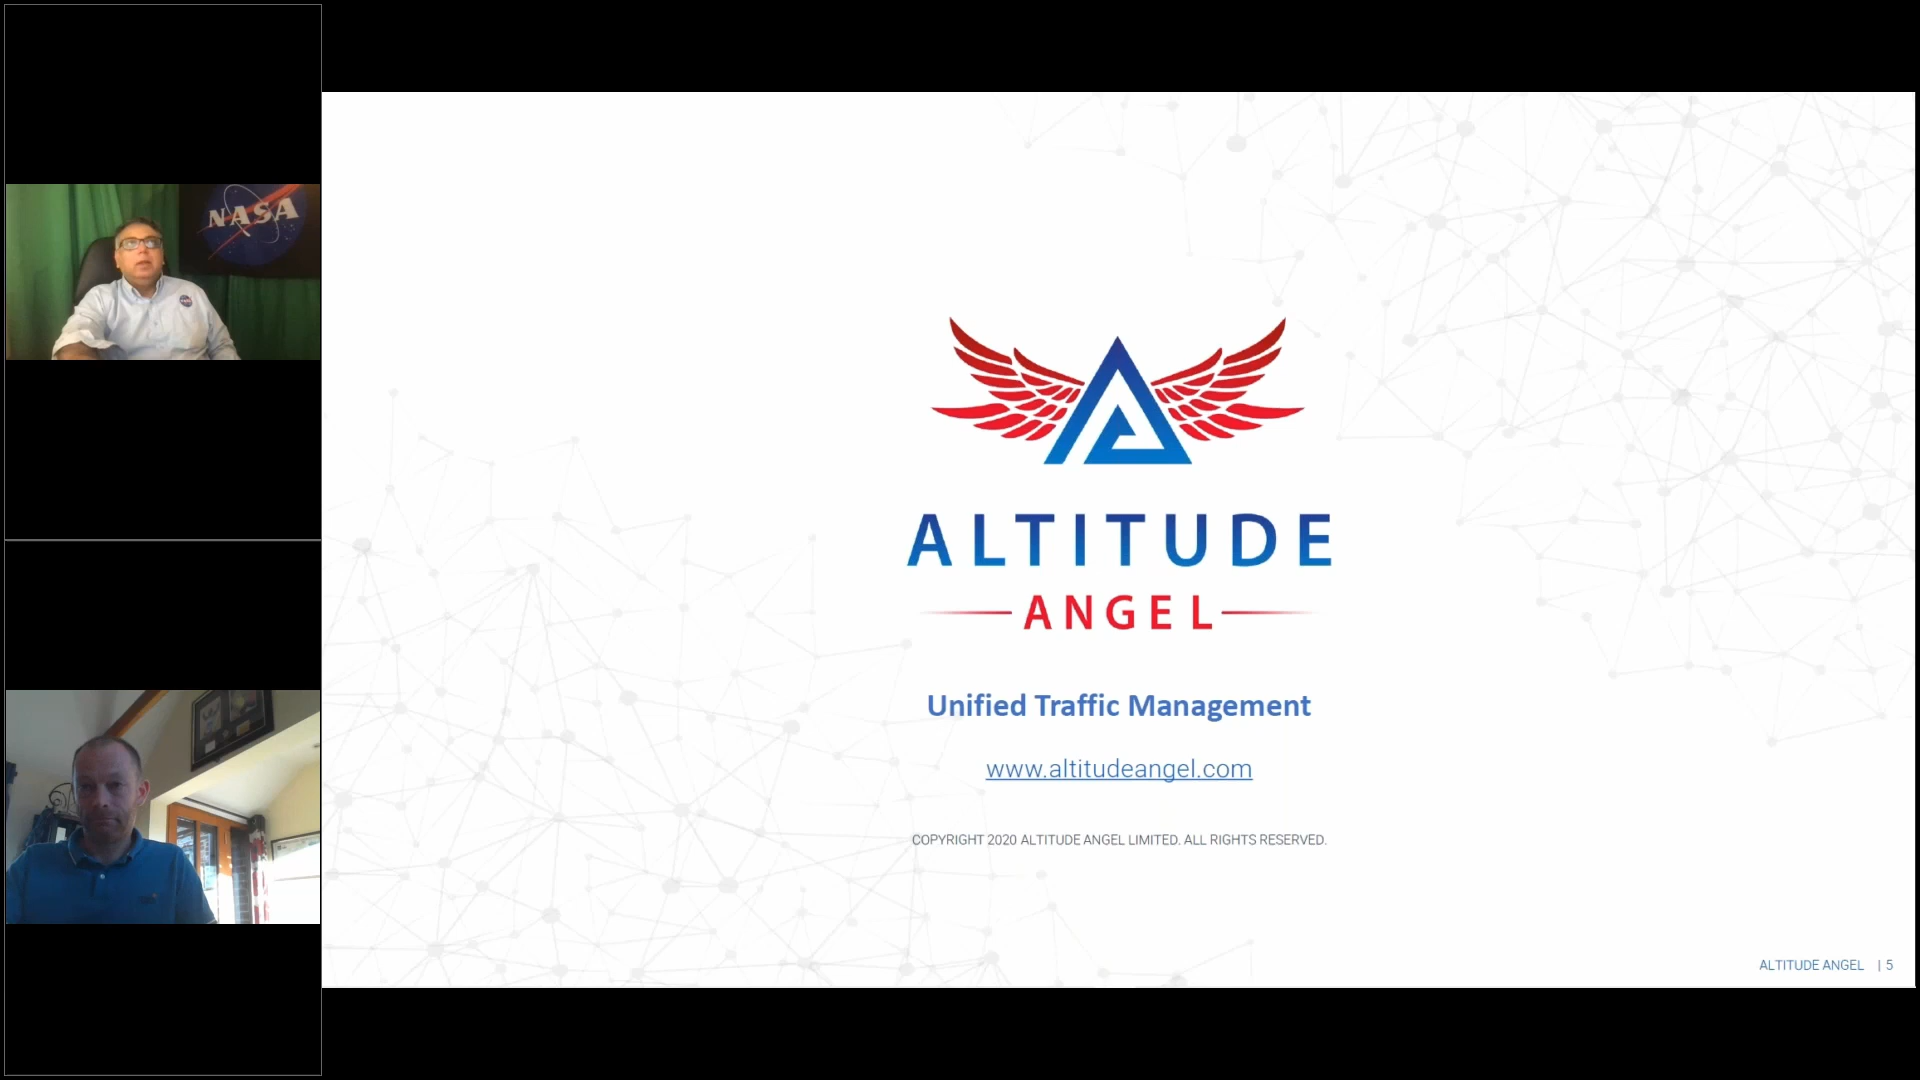 NASA
ALTITUDE
ANGEL
Unified Traffic Management
www.altitudeangel.com
COPYRIGHT 2020 ALTITUDE ANGEL LIMITED. ALL RIGHTS RESERVED.
ALTITUDE ANGEL | 5